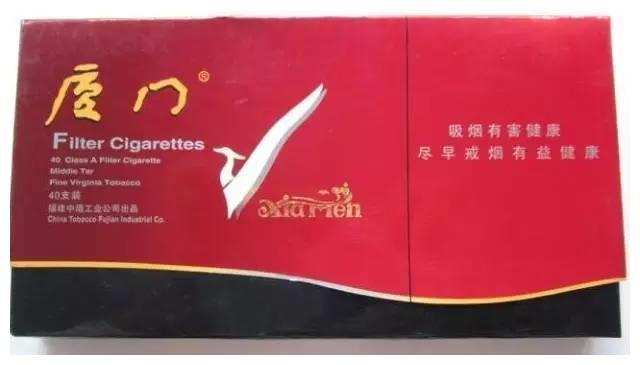 厦门®
Filter Cigarettes
40 Class A Filter Cigarette
Middle Tar
Fine Virginia Tobacco
40支装
福建中烟工业公司出品
China Tobacco Fujian Industrial Co.
XiaMen
吸烟有害健康
尽早戒烟有益健康